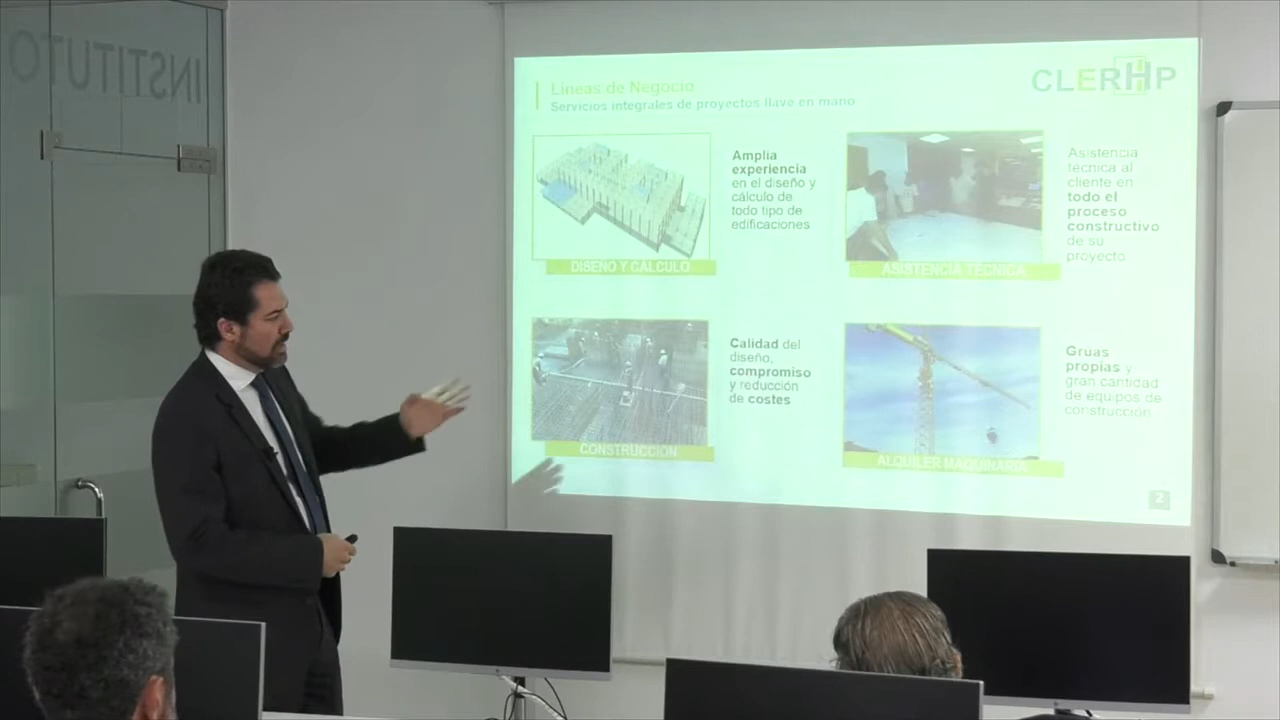 INSTITUTO
CLERHP
Líneas de Negocio
Servicios integrales de proyectos llave en mano
Amplia
experiencia
en el diseño y
cálculo de
todo tipo de
edificaciones
DISEÑO Y CÁLCULO
Asistencia
técnica al
cliente en
todo el
proceso
constructivo
de su
proyecto
ASISTENCIA TÉCNICA
Calidad del
diseño,
compromiso
y reducción
de costes
CONSTRUCCIÓN
Gruas
propias y
gran cantidad
de equipos de
construcción
ALQUILER MAQUINARIA
2